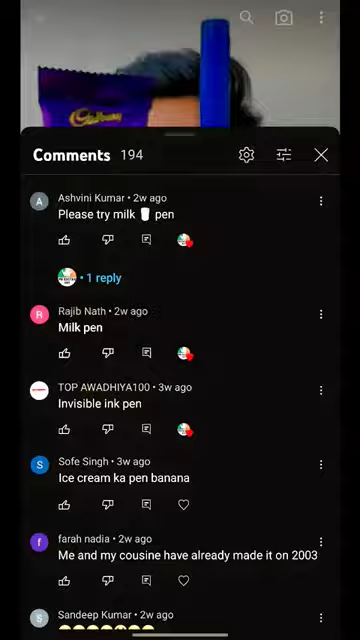 Cadbury
Comments 194
A
Ashvini Kumar • 2w ago
Please try milk 🥛 pen
• 1 reply
R
Rajib Nath • 2w ago
Milk pen
TOP AWADHIYA100 • 3w ago
Invisible ink pen
S
Sofe Singh • 3w ago
Ice cream ka pen banana
f
farah nadia • 2w ago
Me and my cousine have already made it on 2003
S
Sandeep Kumar • 2w ago